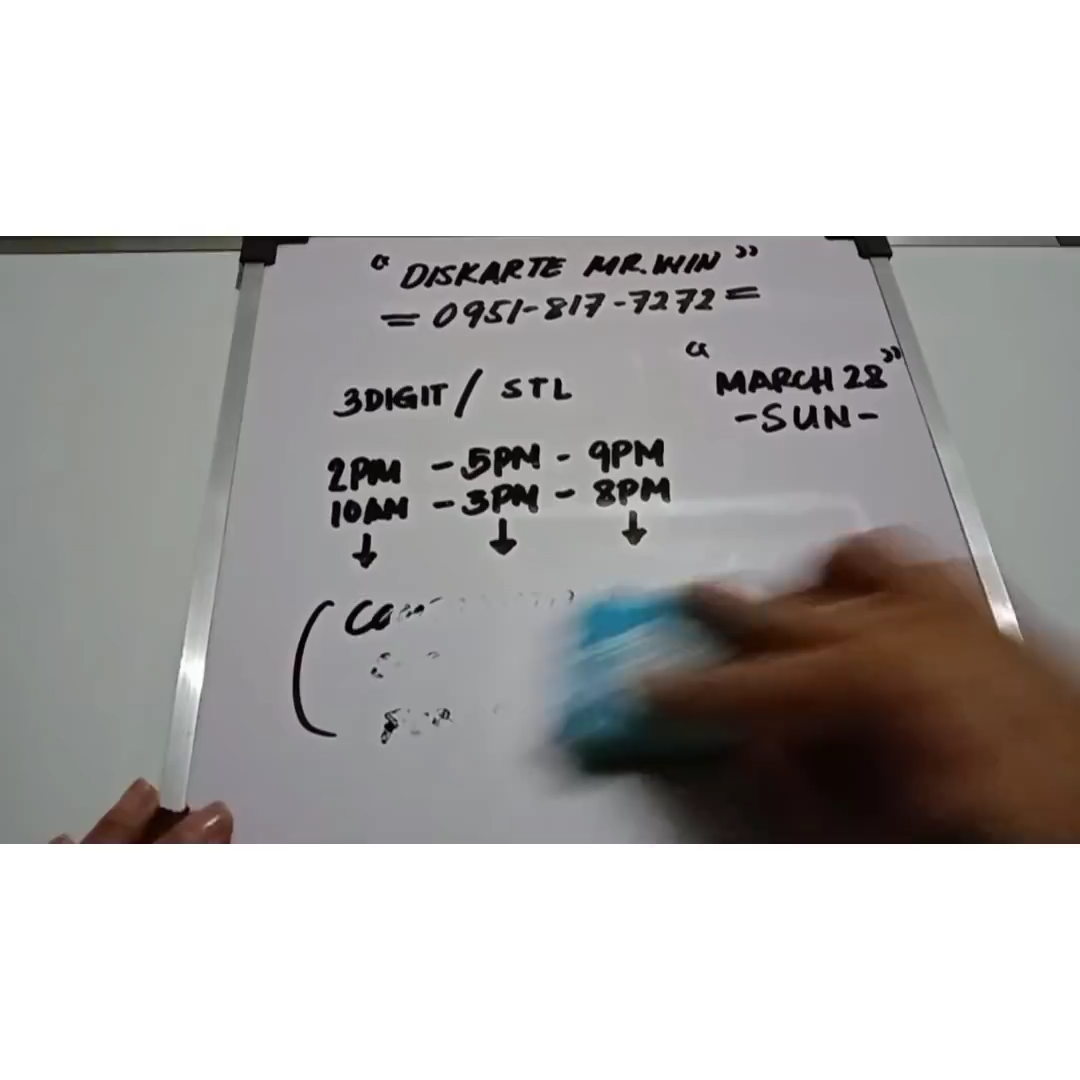 “DISKARTE MR.WIN”
=0951-817-7272=
“MARCH 28”
-SUN-
3DIGIT/ STL
2PM - 5PM - 9PM
10AM - 3PM - 8PM